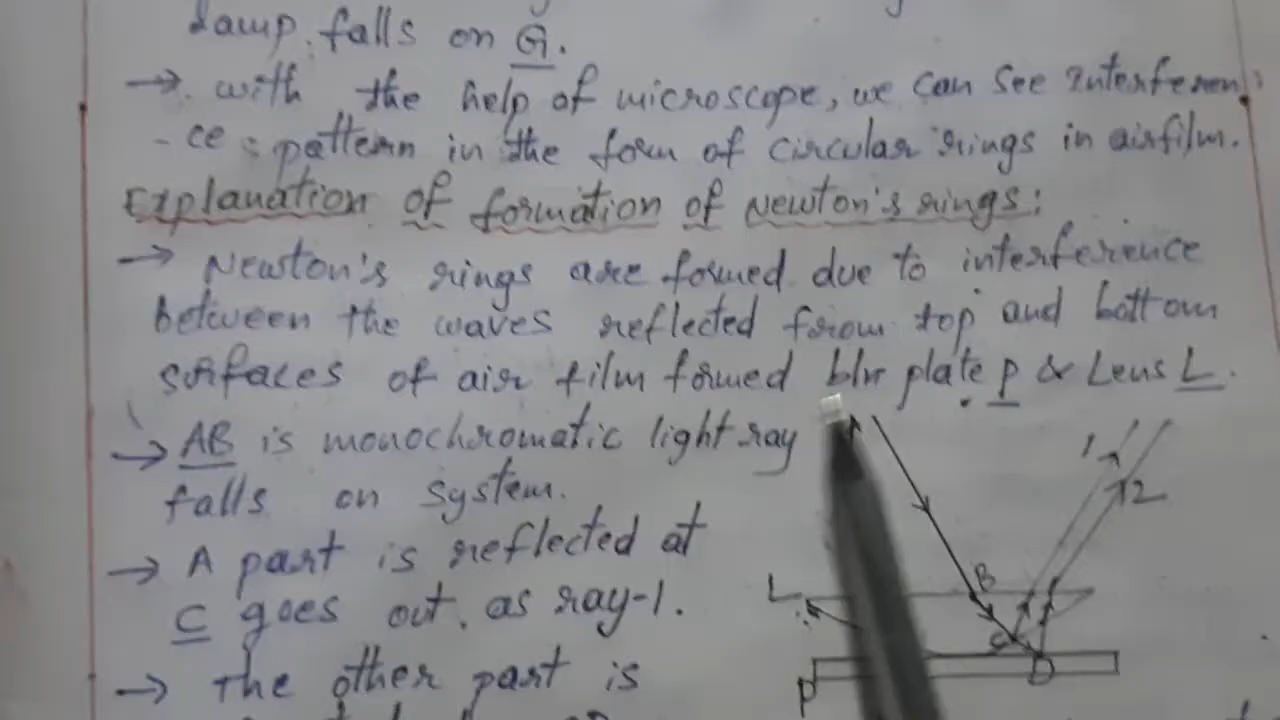 lamp falls on G.
→ with the help of microscope, we can see Interferen
- ce pattern in the form of circular rings in airfilm.
Explanation of formation of Newton's rings:
→ Newton's rings are formed due to interference
between the waves reflected from top and bottom
surfaces of air film formed b/w plate P & Lens L.
→ AB is monochromatic light ray
falls on system.
→ A part is reflected at
C goes out as ray-1.
→ The other part is
1
2
B
L
C
D
P